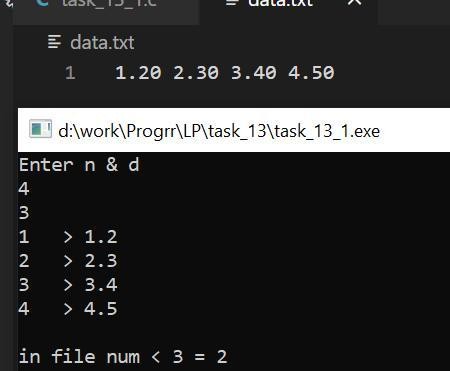 task_13_1.c data.txt
data.txt
1 1.20 2.30 3.40 4.50
d:\work\Progrr\LP\task_13\task_13_1.exe
Enter n & d
4
3
1 > 1.2
2 > 2.3
3 > 3.4
4 > 4.5
in file num < 3 = 2